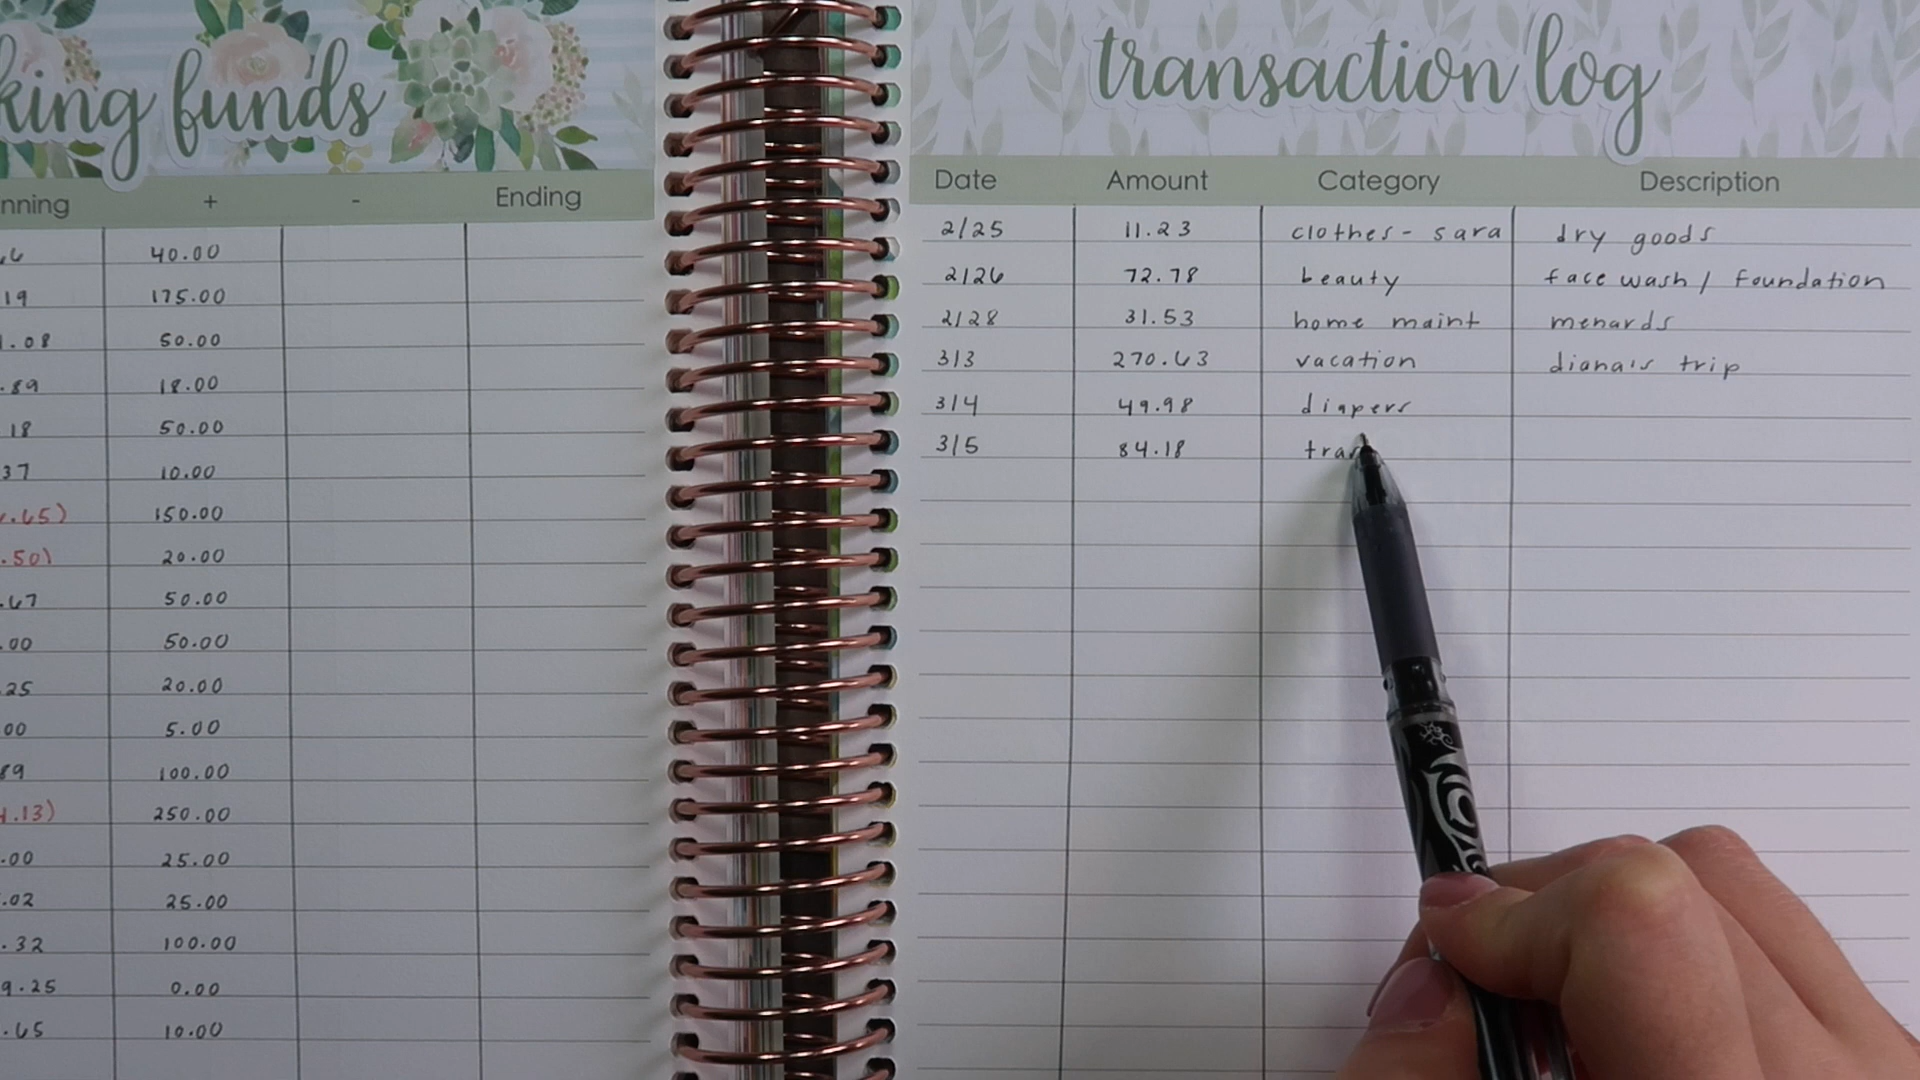 king funds
nning + - Ending
40.00
19 175.00
1.08 50.00
.89 18.00
18 50.00
37 10.00
.65) 150.00
.50) 20.00
.67 50.00
.00 50.00
.25 20.00
00 5.00
89 100.00
4.13) 250.00
.00 25.00
.02 25.00
.32 100.00
9.25 0.00
.65 10.00
transaction log
Date Amount Category Description
2/25 11.23 clothes - sara dry goods
2/26 72.78 beauty face wash / foundation
2/28 31.53 home maint menards
3/3 270.63 vacation diana's trip
3/4 49.98 diapers
3/5 84.18 tra